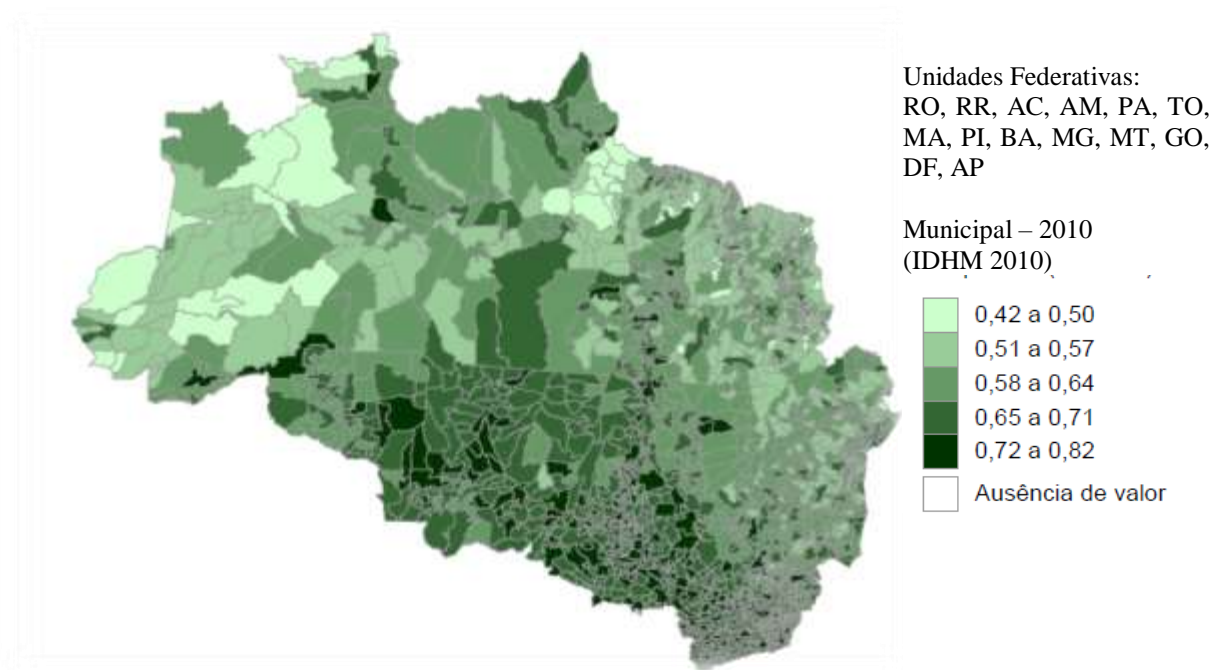 Unidades Federativas:
RO, RR, AC, AM, PA, TO,
MA, PI, BA, MG, MT, GO,
DF, AP
Municipal – 2010
(IDHM 2010)
0,42 a 0,50
0,51 a 0,57
0,58 a 0,64
0,65 a 0,71
0,72 a 0,82
Ausência de valor